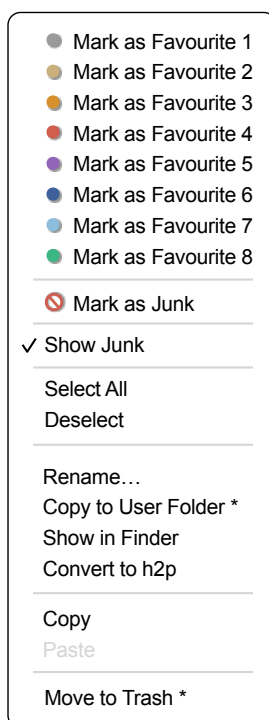 Mark as Favourite 1
Mark as Favourite 2
Mark as Favourite 3
Mark as Favourite 4
Mark as Favourite 5
Mark as Favourite 6
Mark as Favourite 7
Mark as Favourite 8
Mark as Junk
✓ Show Junk
Select All
Deselect
Rename…
Copy to User Folder *
Show in Finder
Convert to h2p
Copy
Paste
Move to Trash *